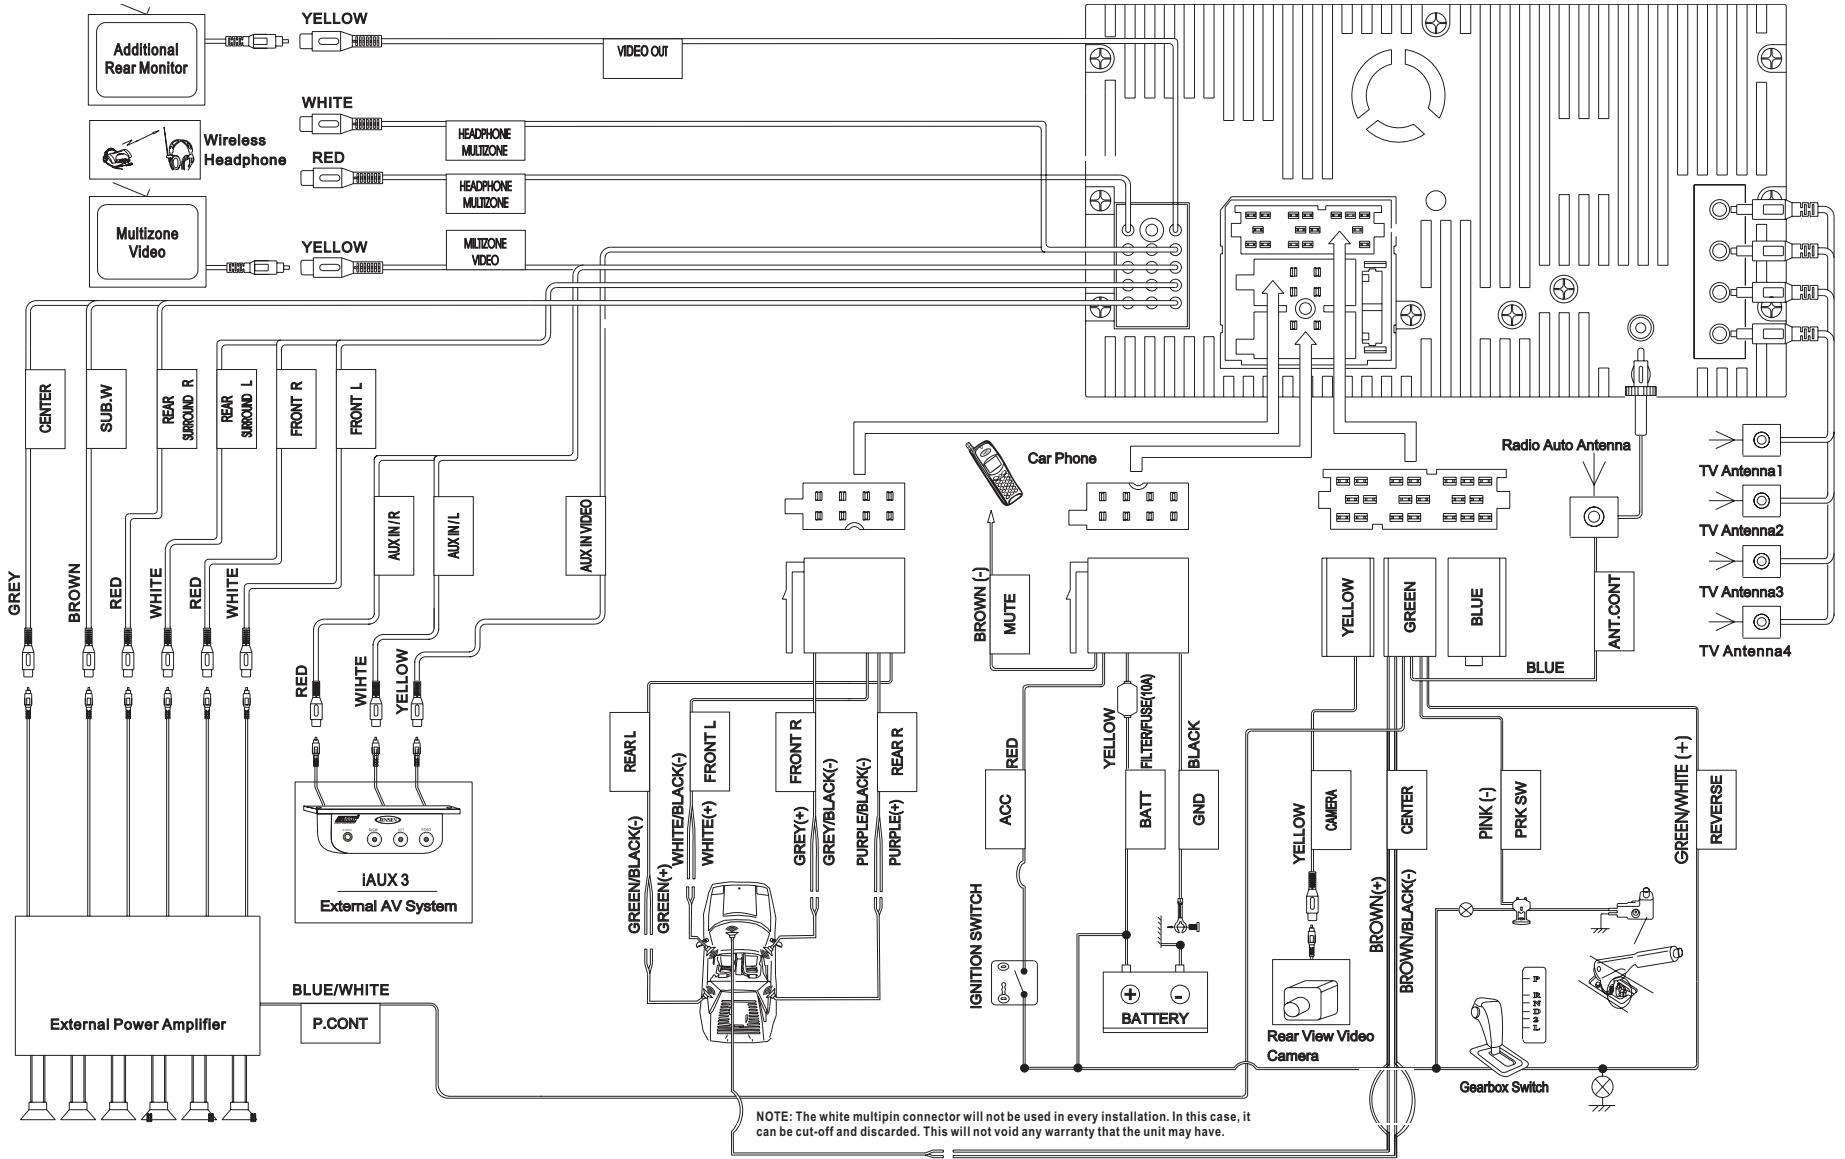 YELLOW
Additional
Rear Monitor
VIDEO OUT
WHITE
HEADPHONE
MULTIZONE
Wireless
Headphone
RED
HEADPHONE
MULTIZONE
Multizone
Video
YELLOW
MILTIZONE
VIDEO
CENTER
SUB.W
REAR
SURROUND R
REAR
SURROUND L
FRONT R
FRONT L
GREY
BROWN
RED
WHITE
RED
WHITE
AUX IN/R
AUX IN/L
AUX IN VIDEO
RED
WIHTE
YELLOW
JENSEN
iAUX 3
External AV System
BLUE/WHITE
P.CONT
External Power Amplifier
Car Phone
BROWN (-)
MUTE
Radio Auto Antenna
TV Antenna1
TV Antenna2
TV Antenna3
TV Antenna4
YELLOW
GREEN
BLUE
ANT.CONT
BLUE
REAR L
FRONT L
FRONT R
REAR R
GREEN/BLACK(-)
GREEN(+)
WHITE/BLACK(-)
WHITE(+)
GREY(+)
GREY/BLACK(-)
PURPLE/BLACK(-)
PURPLE(+)
RED
ACC
YELLOW
FILTER/FUSE(10A)
BATT
BLACK
GND
IGNITION SWITCH
+
-
BATTERY
YELLOW
CAMERA
CENTER
BROWN(+)
BROWN/BLACK(-)
PINK (-)
PRK SW
GREEN/WHITE (+)
REVERSE
Rear View Video
Camera
P
R
N
D
2
L
Gearbox Switch
NOTE: The white multipin connector will not be used in every installation. In this case, it
can be cut-off and discarded. This will not void any warranty that the unit may have.